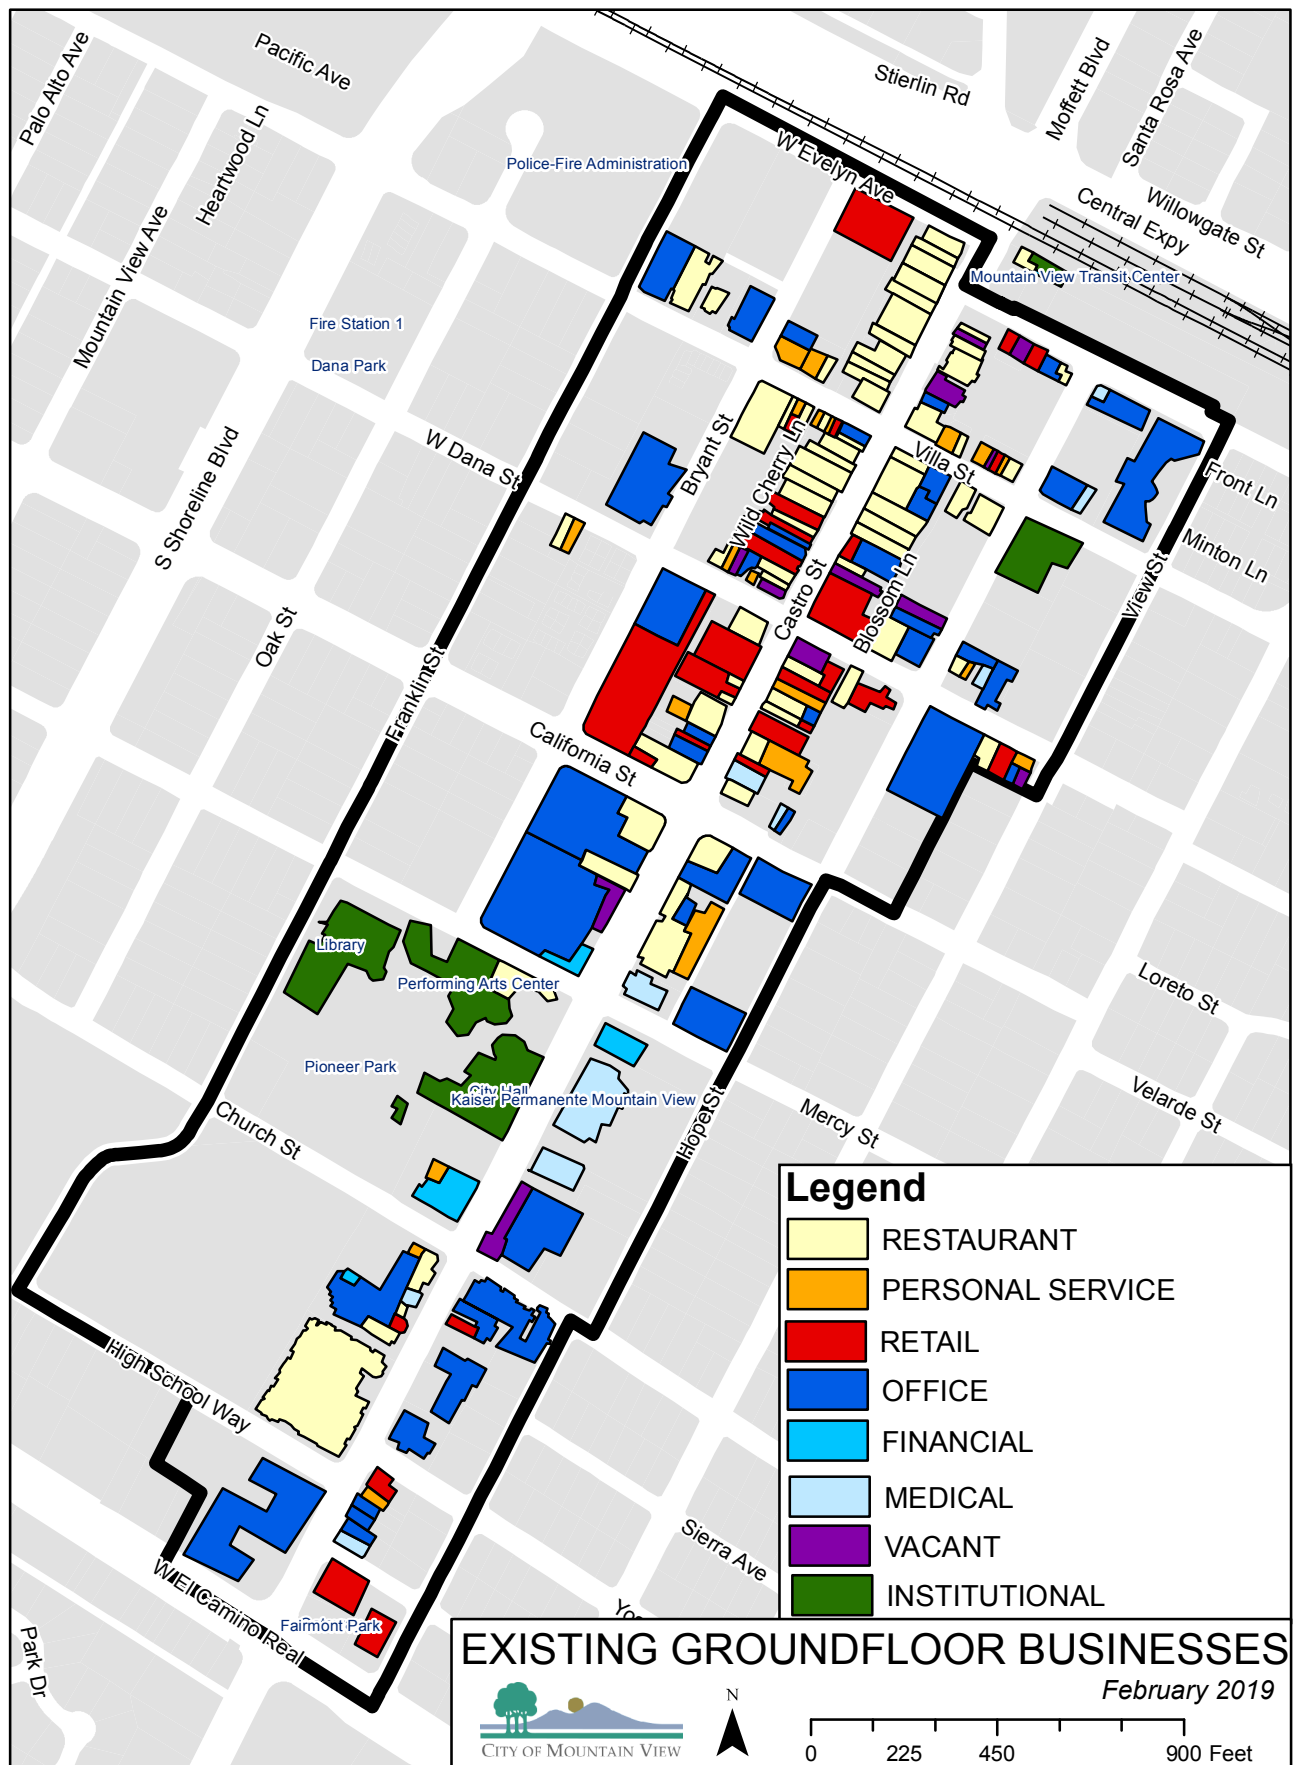 Pacific Ave
Palo Alto Ave
Stierlin Rd
Moffett Blvd
Santa Rosa Ave
Heartwood Ln
Police-Fire Administration
W Evelyn Ave
Willowgate St
Central Expy
Mountain View Ave
Mountain View Transit Center
Fire Station 1
Dana Park
W Dana St
Bryant St
Wild Cherry Ln
Villa St
Front Ln
S Shoreline Blvd
Minton Ln
Castro St
Blossom Ln
View St
Oak St
Franklin St
California St
Library
Performing Arts Center
Loreto St
Pioneer Park
City Hall
Kaiser Permanente Mountain View
Hope St
Mercy St
Velarde St
Church St
High School Way
Sierra Ave
W El Camino Real
Fairmont Park
Park Dr
Legend
RESTAURANT
PERSONAL SERVICE
RETAIL
OFFICE
FINANCIAL
MEDICAL
VACANT
INSTITUTIONAL
EXISTING GROUNDFLOOR BUSINESSES
February 2019
CITY OF MOUNTAIN VIEW
N
0 225 450 900 Feet